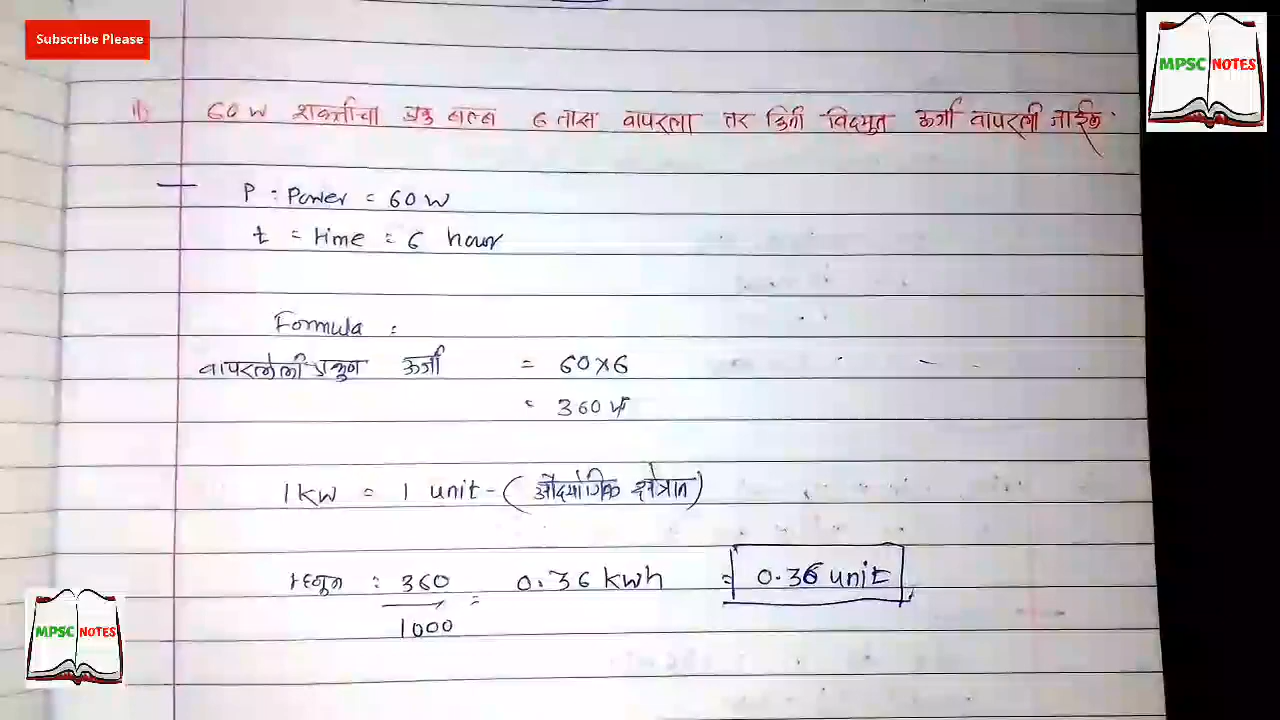 Subscribe Please
MPSC NOTES
11) 60 W शक्तीचा एक बल्ब 6 तास वापरला तर किती विद्युत ऊर्जा वापरली जाईल.
P : Power = 60 W
t = time = 6 hour
Formula :
वापरलेली एकुण ऊर्जा = 60×6
= 360 W
1 kw = 1 unit - (औद्योगिक क्षेत्रात)
म्हणून : 360 / 1000 = 0.36 kwh = 0.36 unit
MPSC NOTES